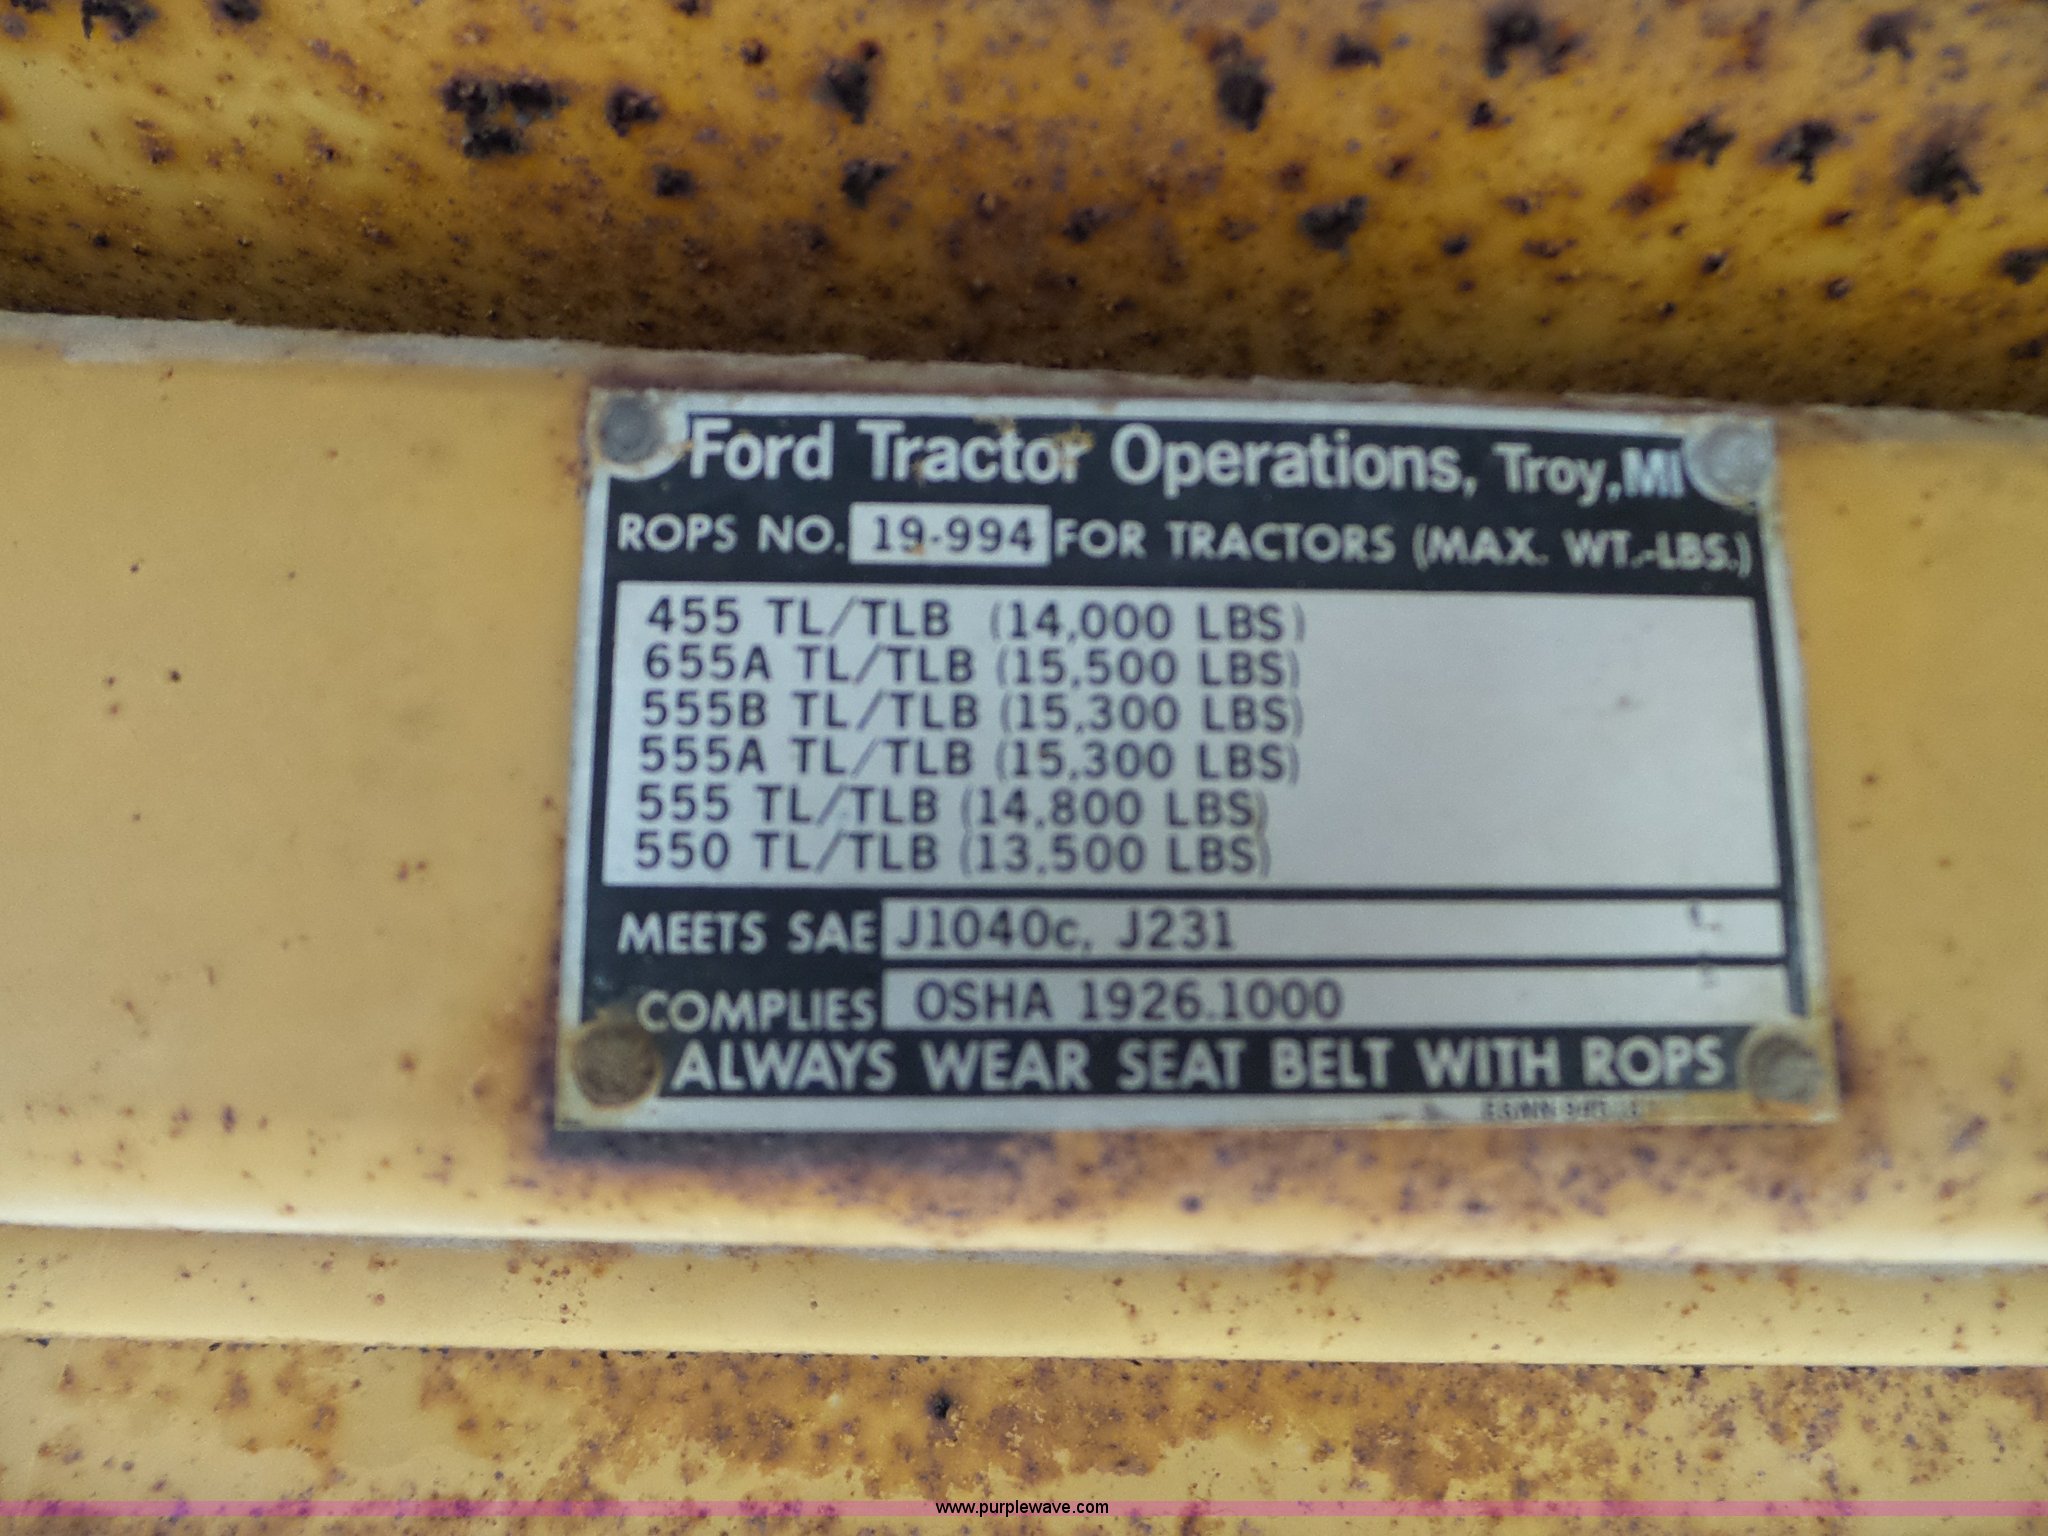 Ford Tractor Operations, Troy, MI
ROPS NO. 19-994 FOR TRACTORS (MAX. WT.-LBS.)
455 TL/TLB (14,000 LBS)
655A TL/TLB (15,500 LBS)
555B TL/TLB (15,300 LBS)
555A TL/TLB (15,300 LBS)
555 TL/TLB (14,800 LBS)
550 TL/TLB (13,500 LBS)
MEETS SAE J1040c, J231
COMPLIES OSHA 1926.1000
ALWAYS WEAR SEAT BELT WITH ROPS
www.purplewave.com